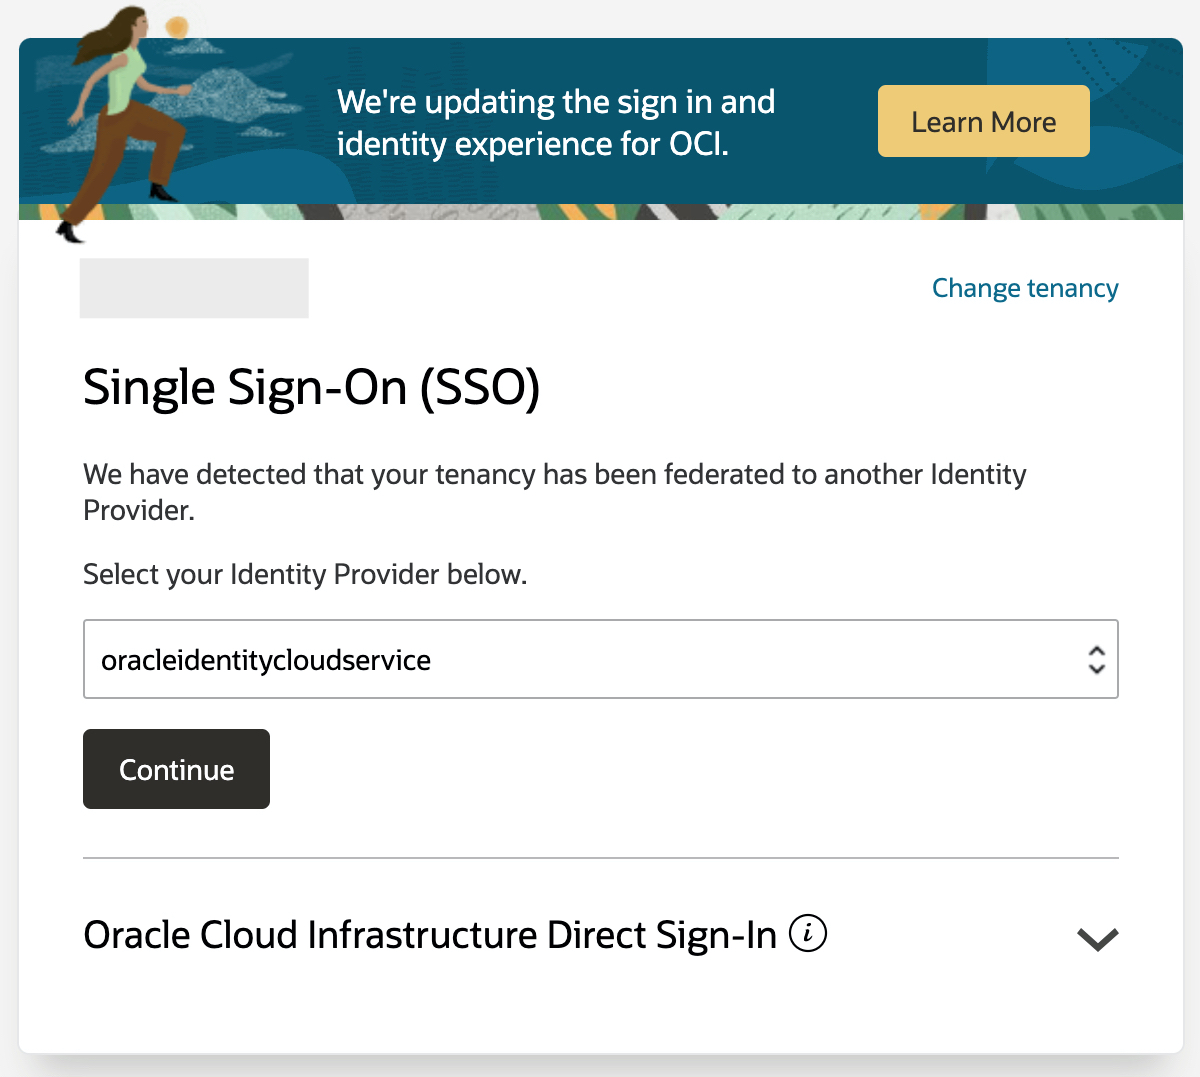 We're updating the sign in and
identity experience for OCI.
Learn More
Change tenancy
Single Sign-On (SSO)
We have detected that your tenancy has been federated to another Identity
Provider.
Select your Identity Provider below.
oracleidentitycloudservice
Continue
Oracle Cloud Infrastructure Direct Sign-In i